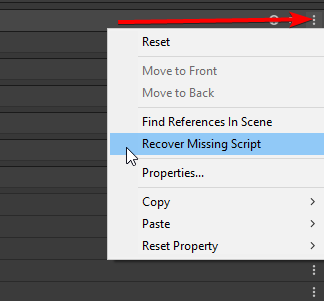 Reset
Move to Front
Move to Back
Find References In Scene
Recover Missing Script
Properties...
Copy
Paste
Reset Property